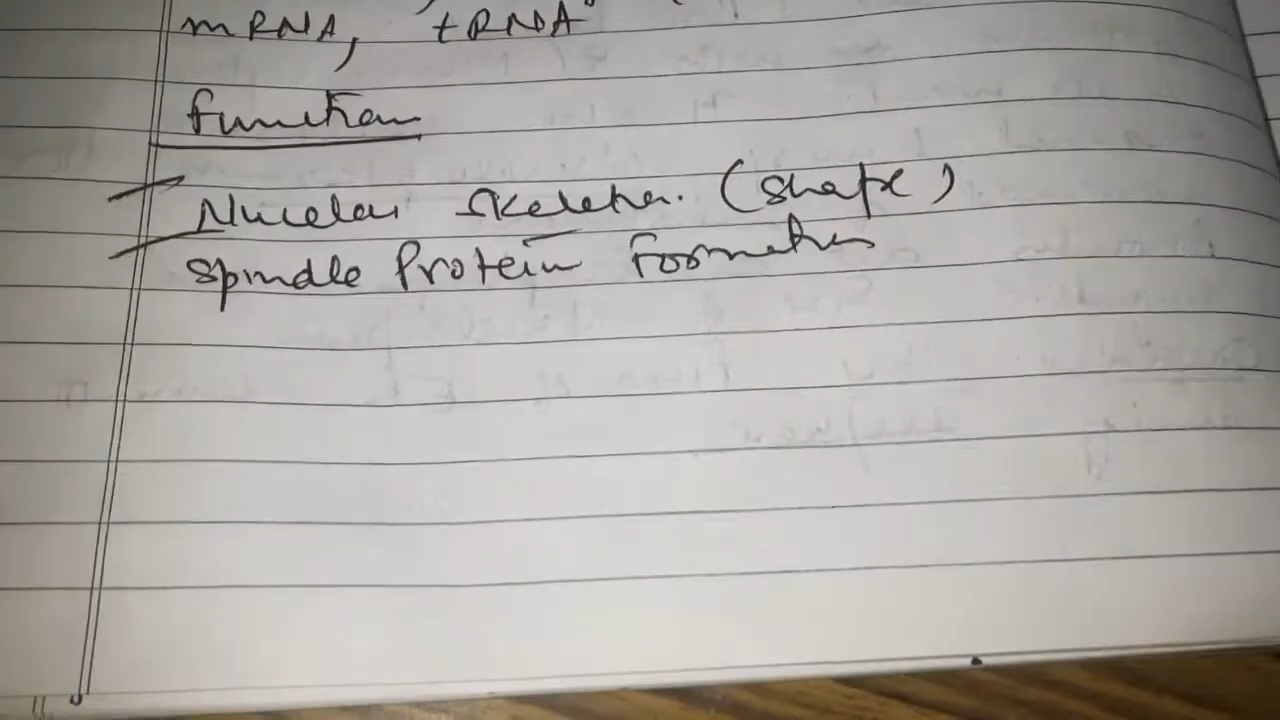 mRNA, tRNA
function
Nuclear skeleton. (shape)
Spindle Protein Formation